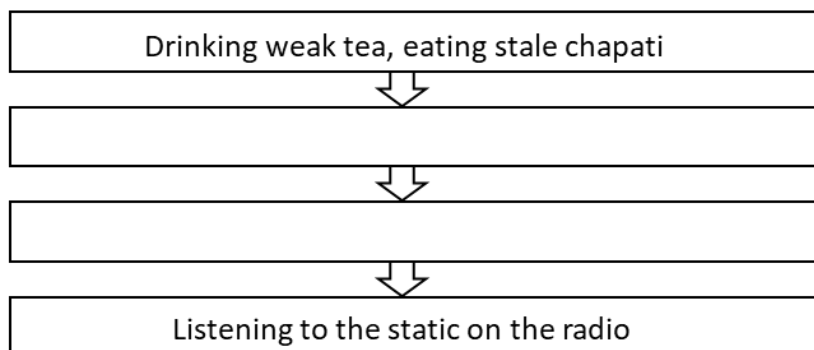 Drinking weak tea, eating stale chapati
Listening to the static on the radio